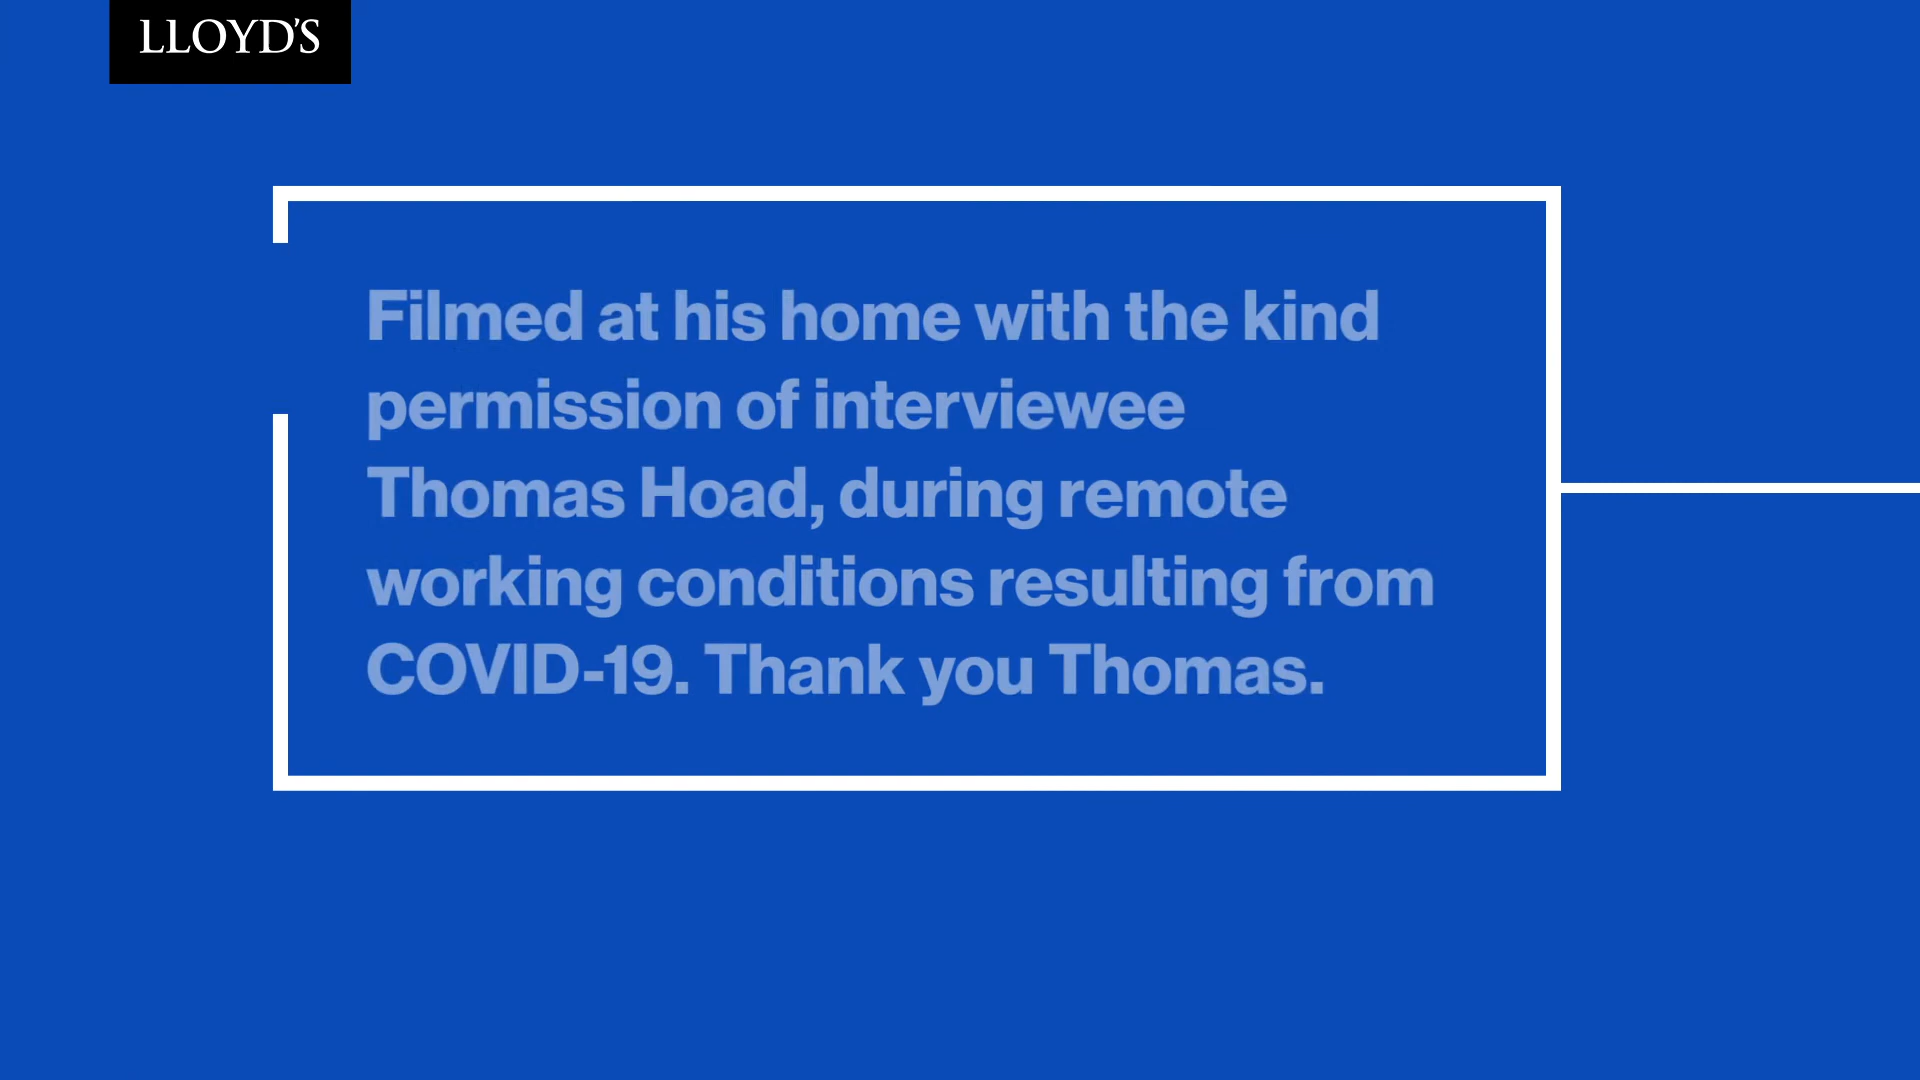 LLOYD'S
Filmed at his home with the kind
permission of interviewee
Thomas Hoad, during remote
working conditions resulting from
COVID-19. Thank you Thomas.